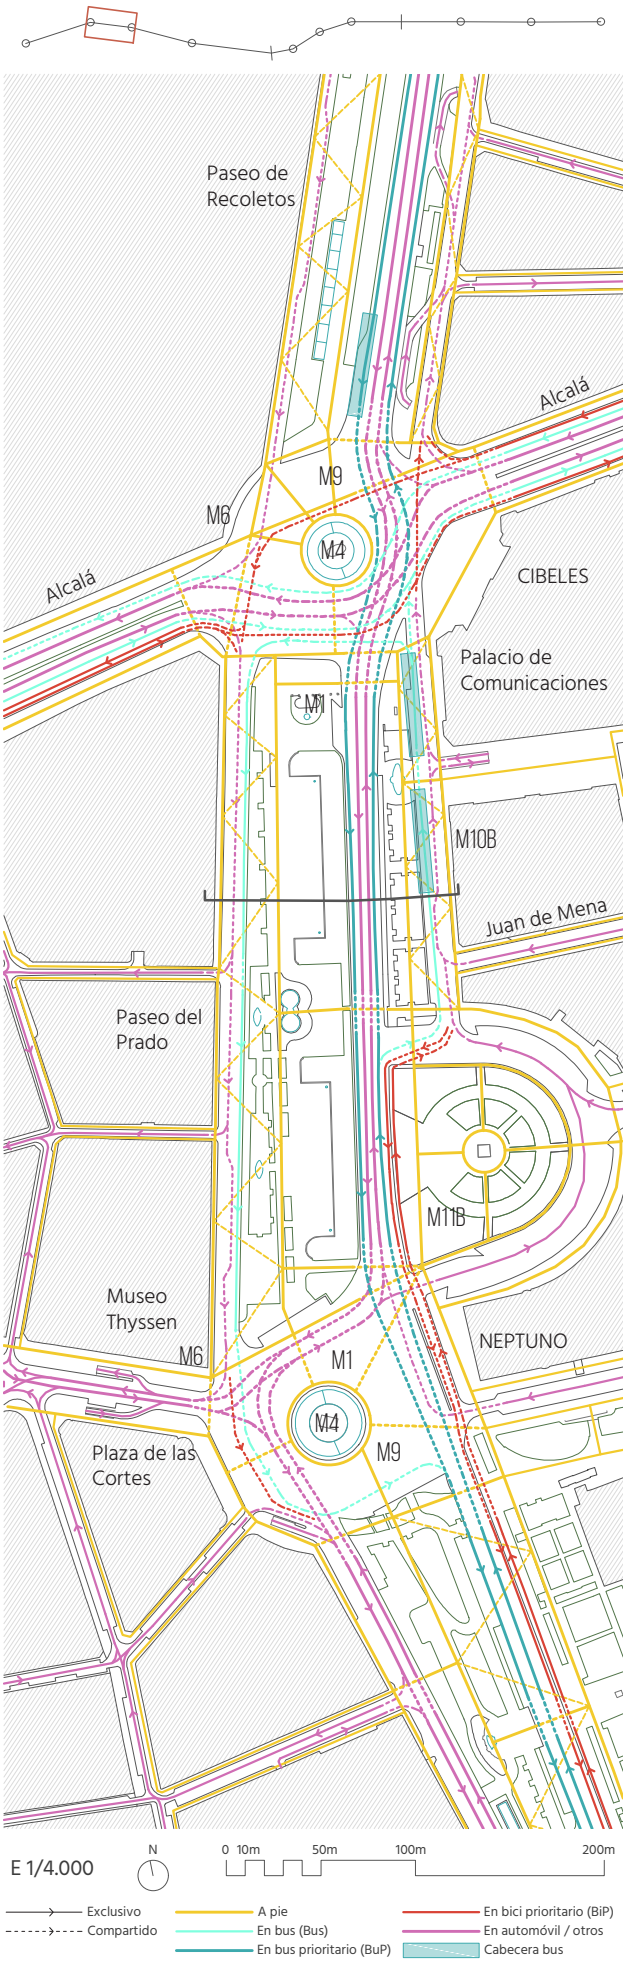 Paseo de
Recoletos
Alcalá
M9
M6
M4
CIBELES
Alcalá
Palacio de
Comunicaciones
M1
M10B
Juan de Mena
Paseo del
Prado
M11B
Museo
Thyssen
NEPTUNO
M6
M1
M4
M9
Plaza de las
Cortes
E 1/4.000
N
0 10m 50m 100m 200m
Exclusivo
Compartido
A pie
En bus (Bus)
En bus prioritario (BuP)
En bici prioritario (BiP)
En automóvil / otros
Cabecera bus